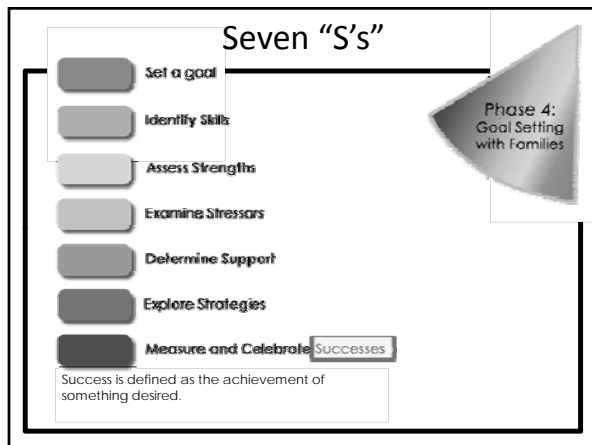 Seven “S’s”
Set a goal
Identify Skills
Assess Strengths
Examine Stressors
Determine Support
Explore Strategies
Measure and Celebrate Successes
Success is defined as the achievement of
something desired.
Phase 4:
Goal Setting
with Families